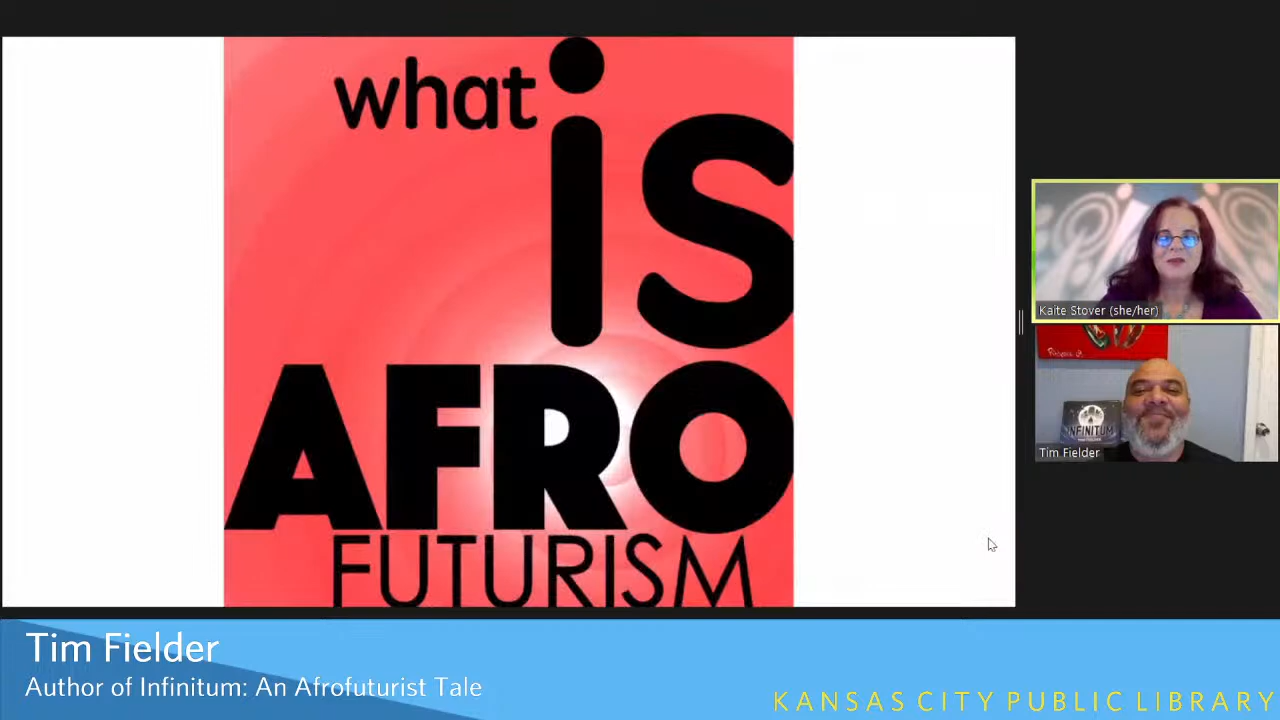 what iS
AFRO
FUTURISM
Kaite Stover (she/her)
INFINITUM
Tim Fielder
Tim Fielder
Author of Infinitum: An Afrofuturist Tale
KANSAS CITY PUBLIC LIBRARY